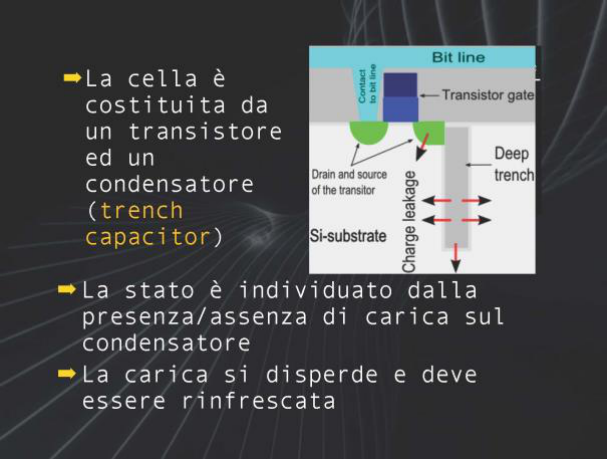 La cella è
costituita da
un transistore
ed un
condensatore
(trench
capacitor)
Bit line
Contact
to bit line
Transistor gate
Drain and source
of the transitor
Deep
trench
Charge leakage
Si-substrate
La stato è individuato dalla
presenza/assenza di carica sul
condensatore
La carica si disperde e deve
essere rinfrescata